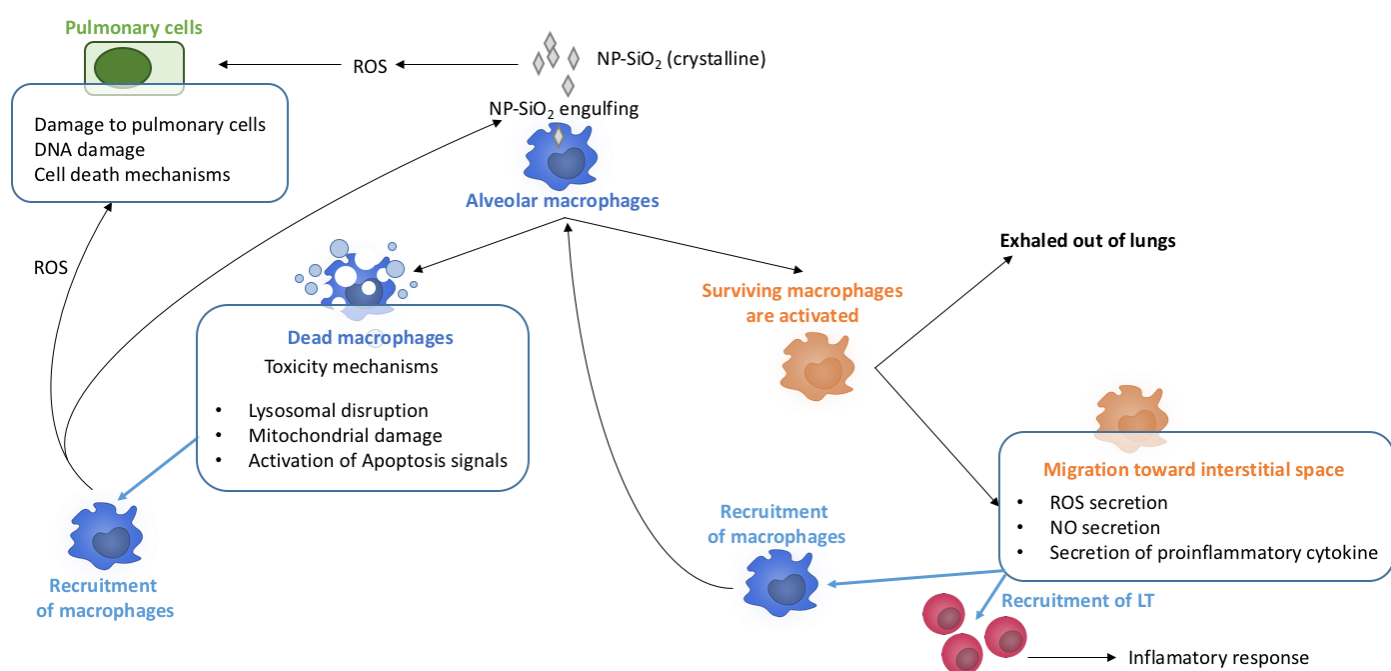 Pulmonary cells
ROS
NP-SiO₂ (crystalline)
NP-SiO₂ engulfing
Damage to pulmonary cells
DNA damage
Cell death mechanisms
Alveolar macrophages
ROS
Exhaled out of lungs
Surviving macrophages
are activated
Dead macrophages
Toxicity mechanisms
• Lysosomal disruption
• Mitochondrial damage
• Activation of Apoptosis signals
Migration toward interstitial space
• ROS secretion
• NO secretion
• Secretion of proinflammatory cytokine
Recruitment
of macrophages
Recruitment
of macrophages
Recruitment of LT
Inflamatory response